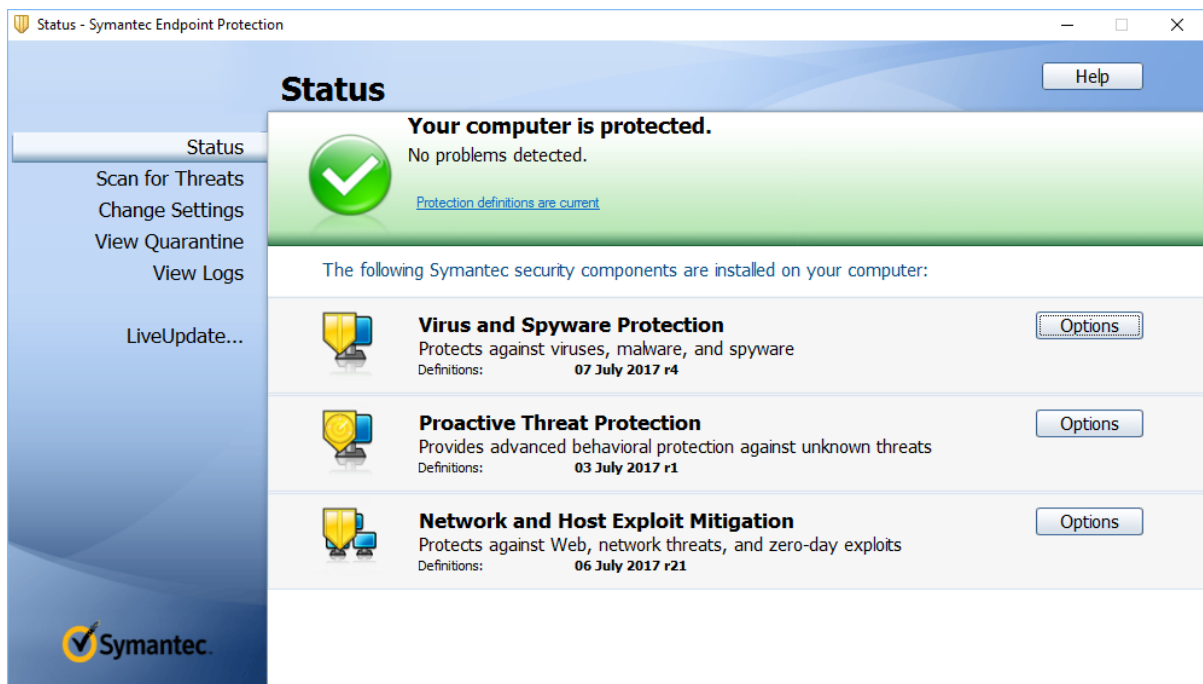 Status - Symantec Endpoint Protection
Status
Help
Status
Scan for Threats
Change Settings
View Quarantine
View Logs
LiveUpdate...
Your computer is protected.
No problems detected.
Protection definitions are current
The following Symantec security components are installed on your computer:
Virus and Spyware Protection
Protects against viruses, malware, and spyware
Definitions: 07 July 2017 r4
Options
Proactive Threat Protection
Provides advanced behavioral protection against unknown threats
Definitions: 03 July 2017 r1
Options
Network and Host Exploit Mitigation
Protects against Web, network threats, and zero-day exploits
Definitions: 06 July 2017 r21
Options
Symantec.